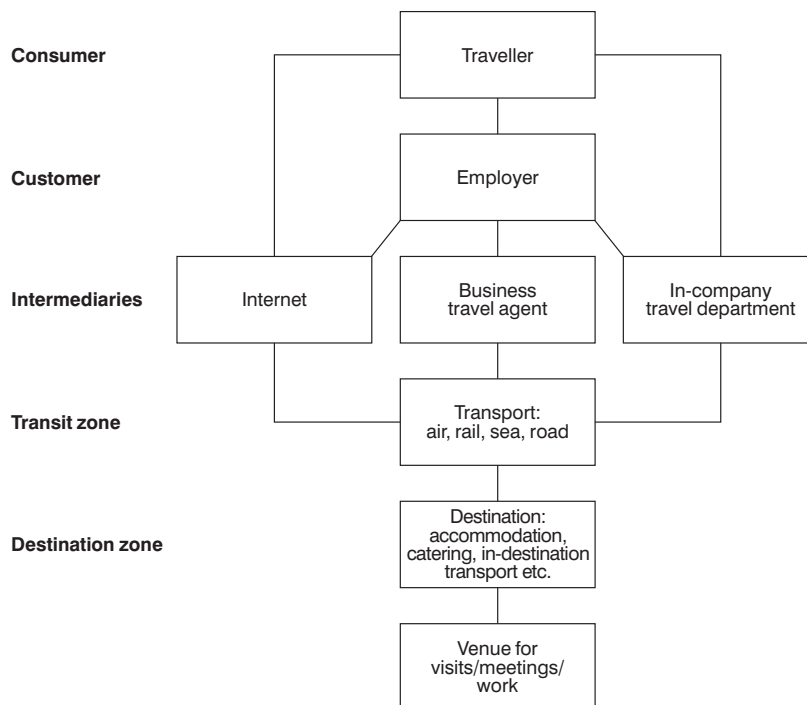 Consumer
Traveller
Customer
Employer
Intermediaries
Internet
Business
travel agent
In-company
travel department
Transit zone
Transport:
air, rail, sea, road
Destination zone
Destination:
accommodation,
catering, in-destination
transport etc.
Venue for
visits/meetings/
work